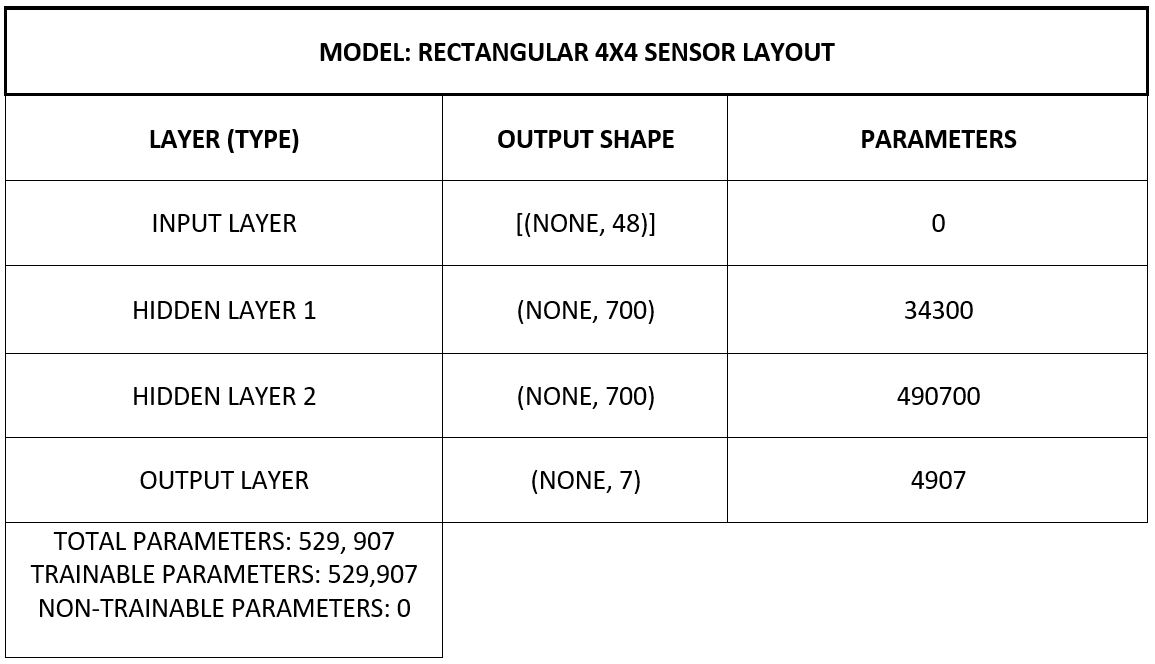 MODEL: RECTANGULAR 4X4 SENSOR LAYOUT
LAYER (TYPE) OUTPUT SHAPE PARAMETERS
INPUT LAYER [(NONE, 48)] 0
HIDDEN LAYER 1 (NONE, 700) 34300
HIDDEN LAYER 2 (NONE, 700) 490700
OUTPUT LAYER (NONE, 7) 4907
TOTAL PARAMETERS: 529, 907
TRAINABLE PARAMETERS: 529,907
NON-TRAINABLE PARAMETERS: 0